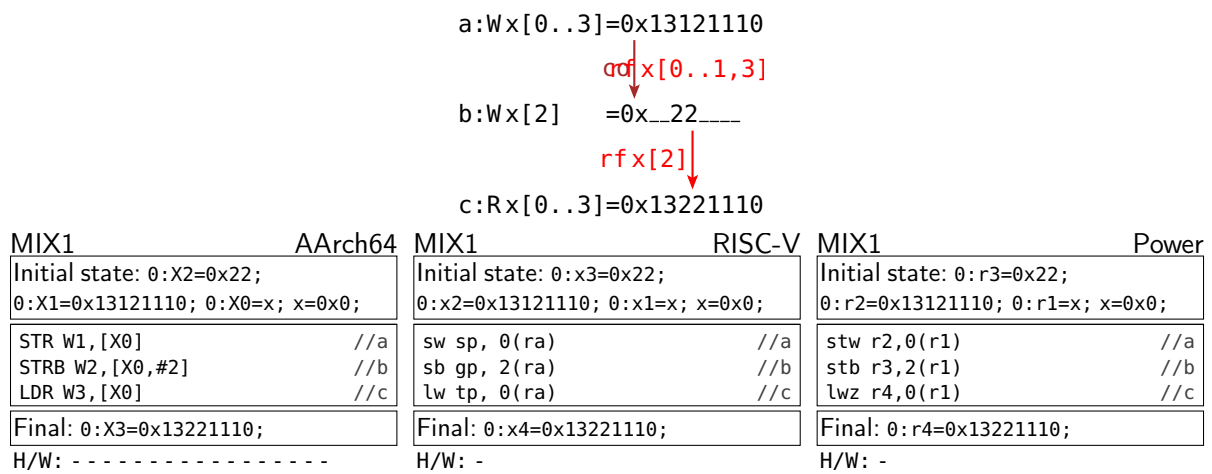 a:Wx[0..3]=0x13121110
co rf x[0..1,3]
b:Wx[2] =0x__22____
rf x[2]
c:Rx[0..3]=0x13221110
MIX1 AArch64 MIX1 RISC-V MIX1 Power
Initial state: 0:X2=0x22; Initial state: 0:x3=0x22; Initial state: 0:r3=0x22;
0:X1=0x13121110; 0:X0=x; x=0x0; 0:x2=0x13121110; 0:x1=x; x=0x0; 0:r2=0x13121110; 0:r1=x; x=0x0;
STR W1,[X0] //a sw sp, 0(ra) //a stw r2,0(r1) //a
STRB W2,[X0,#2] //b sb gp, 2(ra) //b stb r3,2(r1) //b
LDR W3,[X0] //c lw tp, 0(ra) //c lwz r4,0(r1) //c
Final: 0:X3=0x13221110; Final: 0:x4=0x13221110; Final: 0:r4=0x13221110;
H/W: - - - - - - - - - - - - - - - - - H/W: - H/W: -